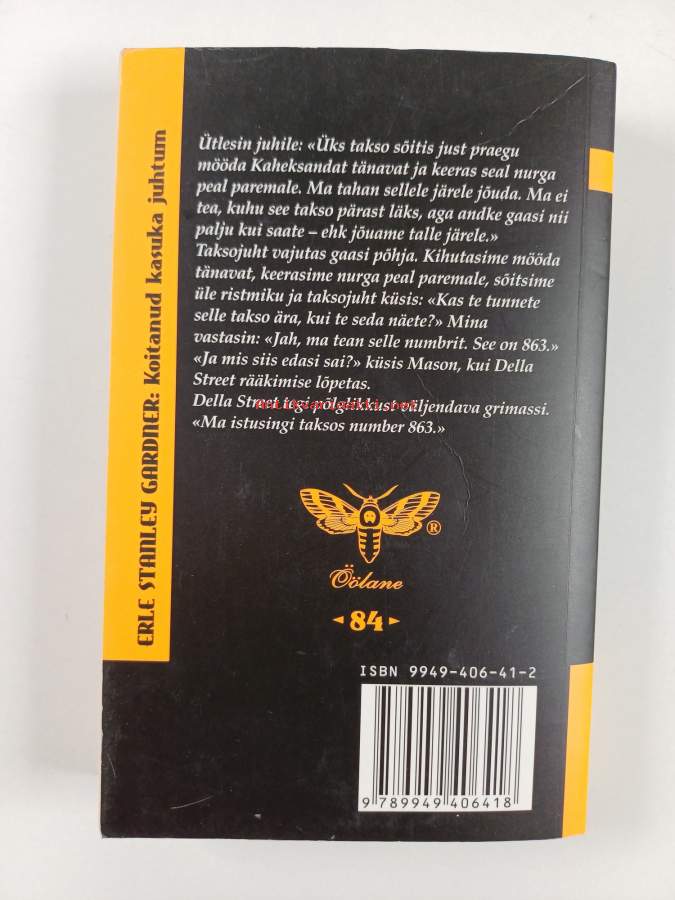 ERLE STANLEY GARDNER: Koitanud kasuka juhtum
Ütlesin juhile: «Üks takso sõitis just praegu
mööda Kaheksandat tänavat ja keeras seal nurga
peal paremale. Ma tahan sellele järele jõuda. Ma ei
tea, kuhu see takso pärast läks, aga andke gaasi nii
palju kui saate – ehk jõuame talle järele.»
Taksojuht vajutas gaasi põhja. Kihutasime mööda
tänavat, keerasime nurga peal paremale, sõitsime
üle ristmiku ja taksojuht küsis: «Kas te tunnete
selle takso ära, kui te seda näete?» Mina
vastasin: «Jah, ma tean selle numbrit. See on 863.»
«Ja mis siis edasi sai?» küsis Mason, kui Della
Street rääkimise lõpetas.
Della Street tegi põlglikkust väljendava grimassi.
«Ma istusingi taksos number 863.»
®
Öölane
84
ISBN 9949-406-41-2
9 789949 406418